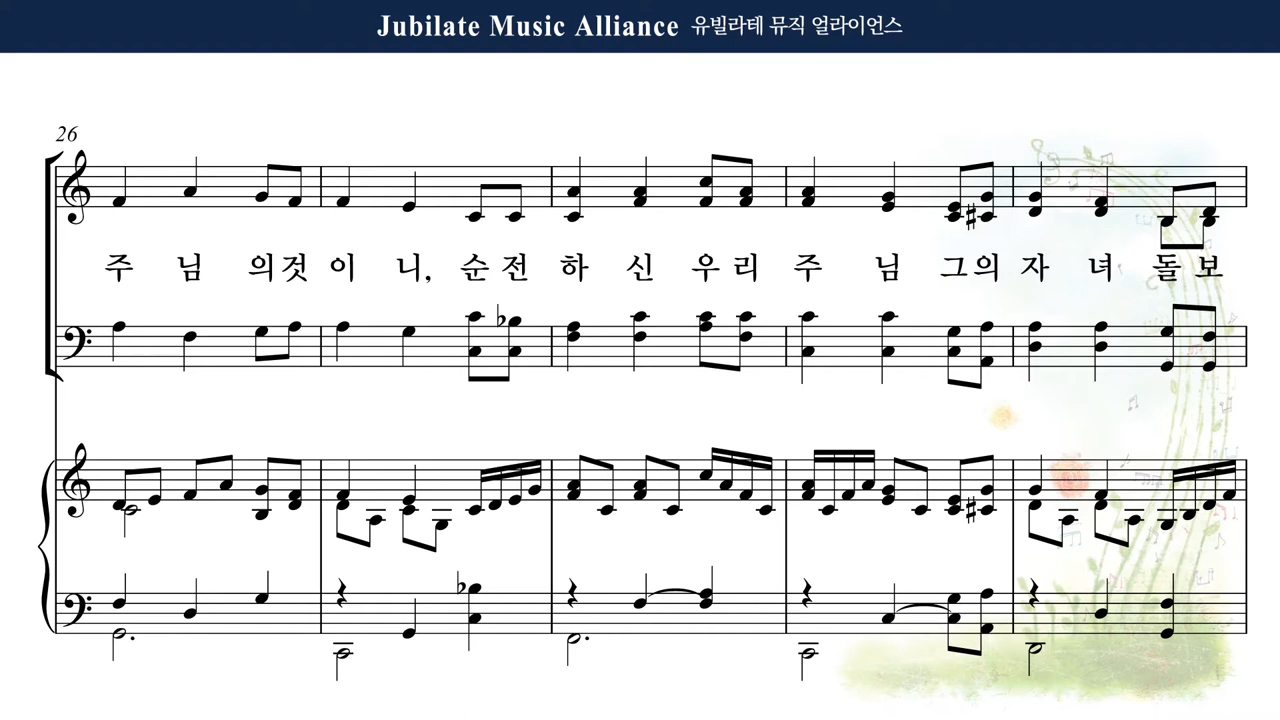 Jubilate Music Alliance 유빌라테 뮤직 얼라이언스
26
주 님 의것 이 니, 순전 하 신 우리 주 님 그의 자 녀 돌보